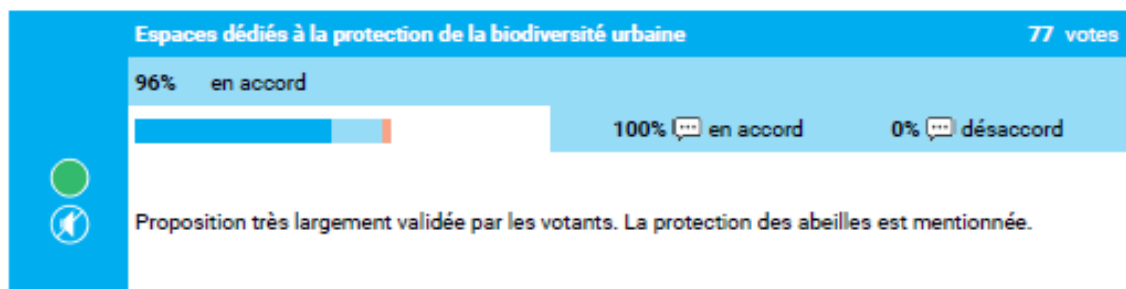 Espaces dédiés à la protection de la biodiversité urbaine 77 votes
96% en accord
100% en accord 0% désaccord
Proposition très largement validée par les votants. La protection des abeilles est mentionnée.